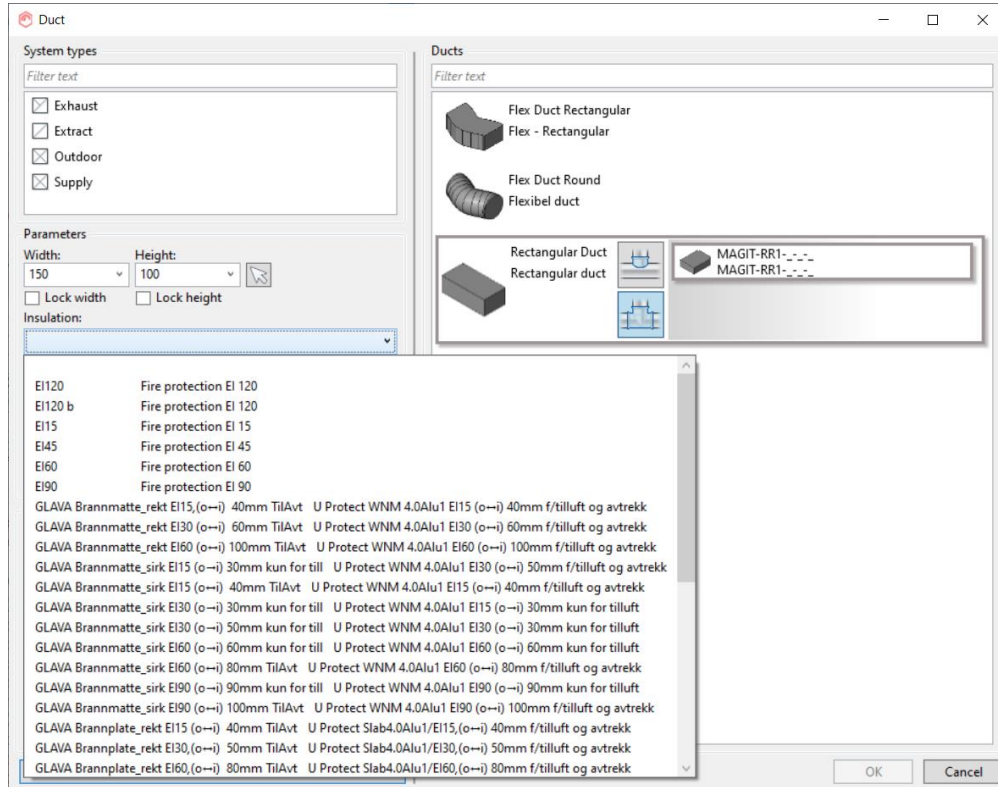 Duct
System types
Filter text
Exhaust
Extract
Outdoor
Supply
Parameters
Width:
Height:
150
100
Lock width
Lock height
Insulation:
EI120 Fire protection EI 120
EI120 b Fire protection EI 120
EI15 Fire protection EI 15
EI45 Fire protection EI 45
EI60 Fire protection EI 60
EI90 Fire protection EI 90
GLAVA Brannmatte_rekt EI15,(o↔i) 40mm TilAvt U Protect WNM 4.0Alu1 EI15 (o↔i) 40mm f/tilluft og avtrekk
GLAVA Brannmatte_rekt EI30 (o↔i) 60mm TilAvt U Protect WNM 4.0Alu1 EI30 (o↔i) 60mm f/tilluft og avtrekk
GLAVA Brannmatte_rekt EI60 (o↔i) 100mm TilAvt U Protect WNM 4.0Alu1 EI60 (o↔i) 100mm f/tilluft og avtrekk
GLAVA Brannmatte_sirk EI15 (o→i) 30mm kun for till U Protect WNM 4.0Alu1 EI30 (o↔i) 50mm f/tilluft og avtrekk
GLAVA Brannmatte_sirk EI15 (o↔i) 40mm TilAvt U Protect WNM 4.0Alu1 EI15 (o↔i) 40mm f/tilluft og avtrekk
GLAVA Brannmatte_sirk EI30 (o→i) 30mm kun for till U Protect WNM 4.0Alu1 EI15 (o→i) 30mm kun for tilluft
GLAVA Brannmatte_sirk EI30 (o→i) 50mm kun for till U Protect WNM 4.0Alu1 EI30 (o→i) 30mm kun for tilluft
GLAVA Brannmatte_sirk EI60 (o→i) 60mm kun for till U Protect WNM 4.0Alu1 EI60 (o→i) 60mm kun for tilluft
GLAVA Brannmatte_sirk EI60 (o↔i) 80mm TilAvt U Protect WNM 4.0Alu1 EI60 (o↔i) 80mm f/tilluft og avtrekk
GLAVA Brannmatte_sirk EI90 (o→i) 90mm kun for till U Protect WNM 4.0Alu1 EI90 (o→i) 90mm kun for tilluft
GLAVA Brannmatte_sirk EI90 (o→i) 100mm TilAvt U Protect WNM 4.0Alu1 EI90 (o→i) 100mm f/tilluft og avtrekk
GLAVA Brannplate_rekt EI15 (o↔i) 40mm TilAvt U Protect Slab4.0Alu1/EI15,(o↔i) 40mm f/tilluft og avtrekk
GLAVA Brannplate_rekt EI30,(o↔i) 50mm TilAvt U Protect Slab4.0Alu1/EI30,(o↔i) 50mm f/tilluft og avtrekk
GLAVA Brannplate_rekt EI60,(o↔i) 80mm TilAvt U Protect Slab4.0Alu1/EI60,(o↔i) 80mm f/tilluft og avtrekk
Ducts
Filter text
Flex Duct Rectangular
Flex - Rectangular
Flex Duct Round
Flexibel duct
Rectangular Duct
Rectangular duct
MAGIT-RR1-_-_-_
MAGIT-RR1-_-_-_
OK
Cancel